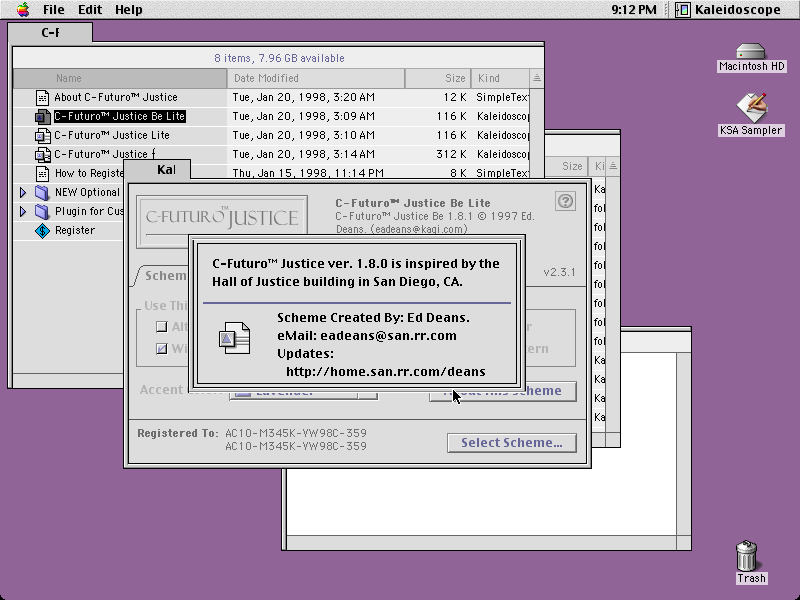 File Edit Help
9:12 PM Kaleidoscope
C-F
8 items, 7.96 GB available
Name Date Modified Size Kind
About C-Futuro™ Justice Tue, Jan 20, 1998, 3:20 AM 12 K SimpleText
C-Futuro™ Justice Be Lite Tue, Jan 20, 1998, 3:09 AM 116 K Kaleidoscop
C-Futuro™ Justice Lite Tue, Jan 20, 1998, 3:10 AM 116 K Kaleidoscop
C-Futuro™ Justice f Tue, Jan 20, 1998, 3:14 AM 312 K Kaleidoscop
How to Registe Thu, Jan 15, 1998, 11:14 PM 8 K SimpleText
NEW Optional
Plugin for Cus
Register
Macintosh HD
KSA Sampler
Trash
Size Ki
Ka
fol
fol
fol
fol
fol
fol
fol
fol
Ka
Ka
Ka
Ka
Kal
C-FUTURO™JUSTICE
C-Futuro™ Justice Be Lite
C-Futuro™ Justice Be 1.8.1 © 1997 Ed.
Deans. (eadeans@kagi.com)
?
Schem
v2.3.1
Use Thi
Alt
Wi
r
tern
C-Futuro™ Justice ver. 1.8.0 is inspired by the
Hall of Justice building in San Diego, CA.
Scheme Created By: Ed Deans.
eMail: eadeans@san.rr.com
Updates:
http://home.san.rr.com/deans
Accent
Lavender
About This Scheme
Registered To: AC10-M345K-YW98C-359
AC10-M345K-YW98C-359
Select Scheme...